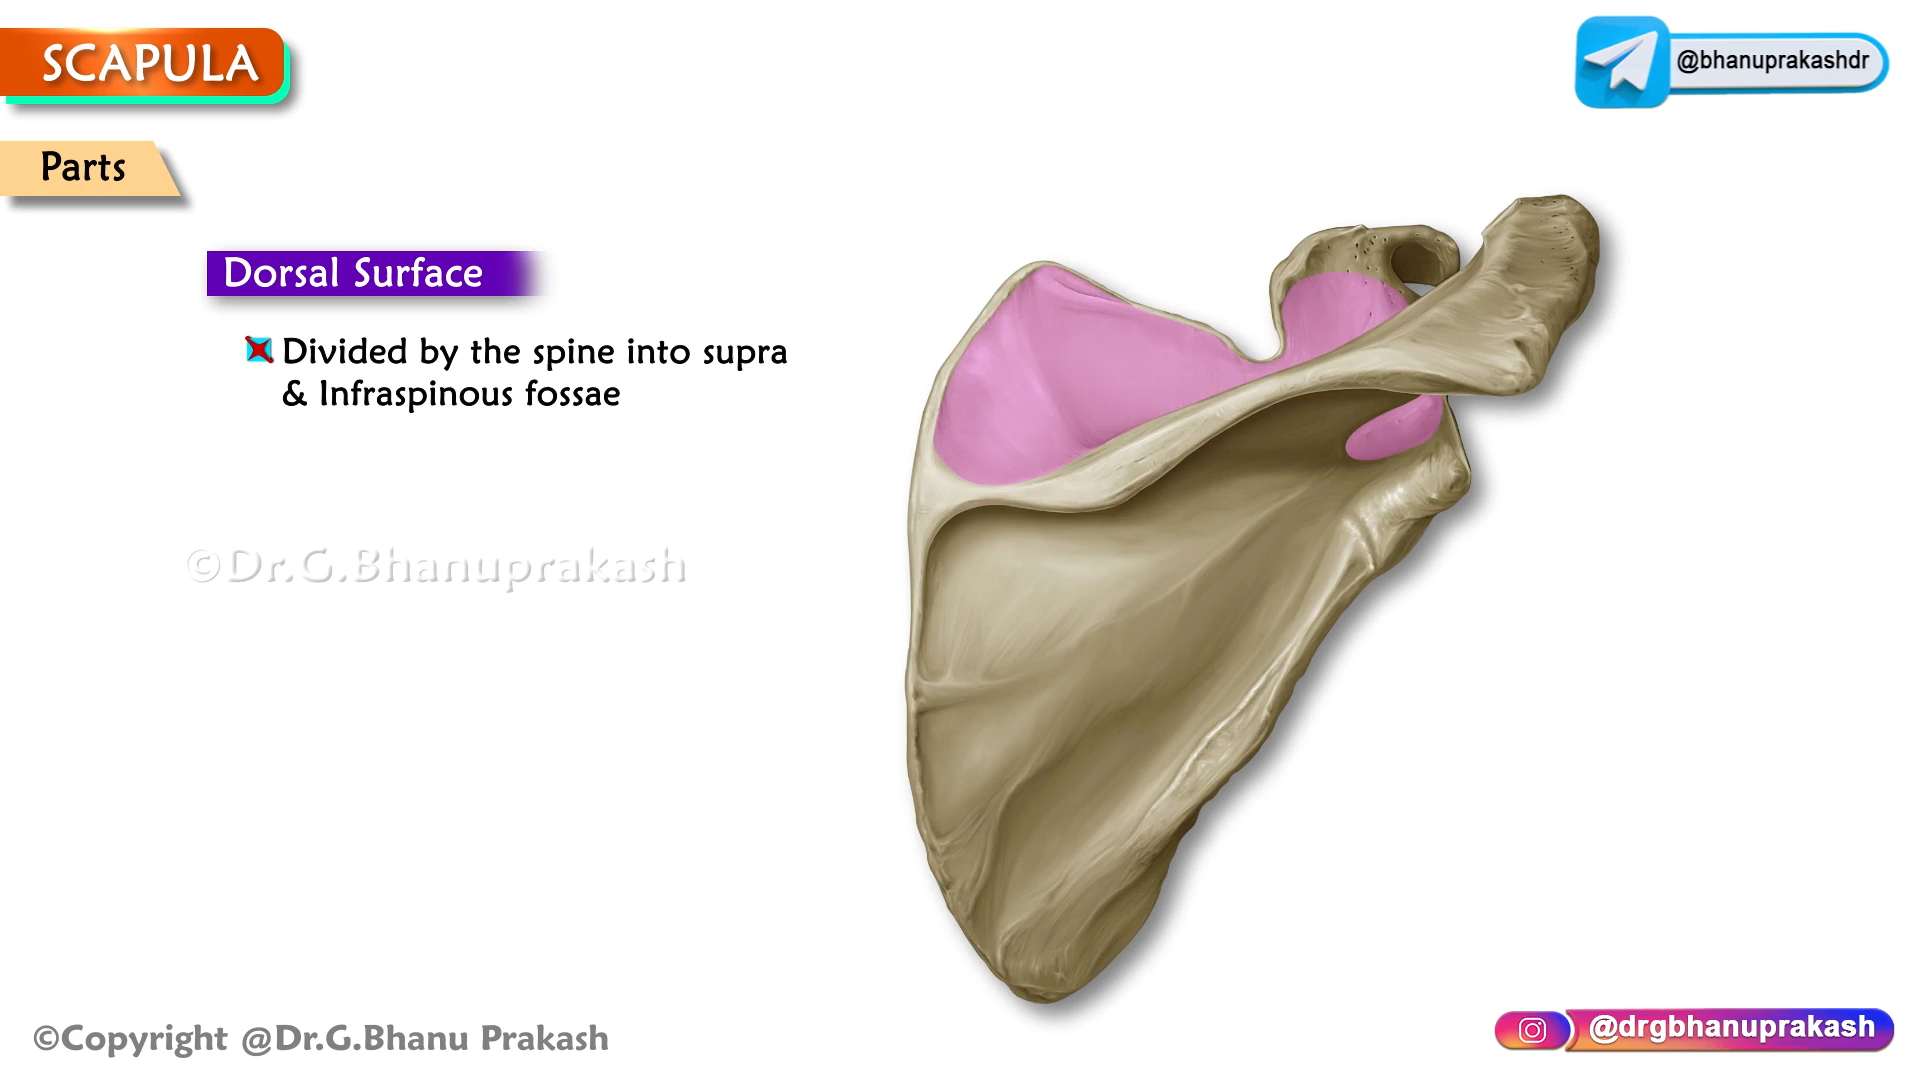 SCAPULA
@bhanuprakashdr
Parts
Dorsal Surface
Divided by the spine into supra
& Infraspinous fossae
©Dr.G.Bhanuprakash
©Copyright @Dr.G.Bhanu Prakash
@drgbhanuprakash